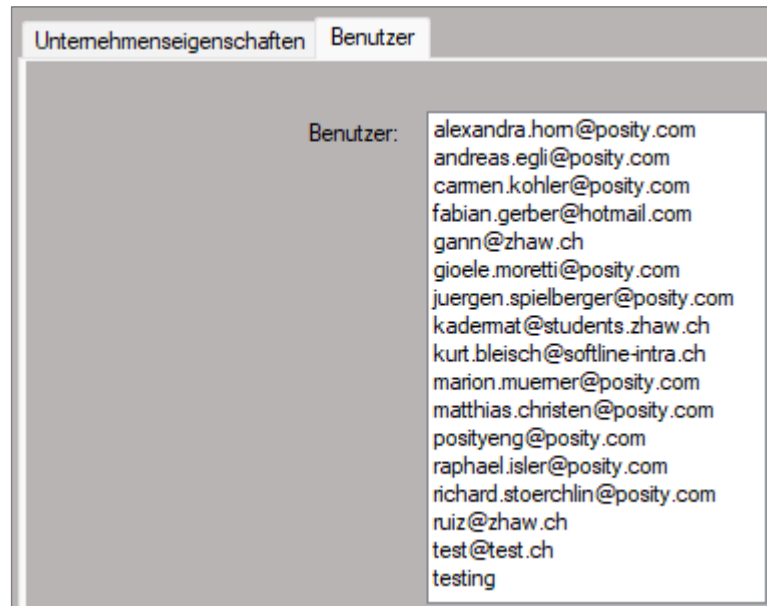 Unternehmenseigenschaften Benutzer
Benutzer:
alexandra.horn@posity.com
andreas.egli@posity.com
carmen.kohler@posity.com
fabian.gerber@hotmail.com
gann@zhaw.ch
gioele.moretti@posity.com
juergen.spielberger@posity.com
kadermat@students.zhaw.ch
kurt.bleisch@softline-intra.ch
marion.muerner@posity.com
matthias.christen@posity.com
posityeng@posity.com
raphael.isler@posity.com
richard.stoerchlin@posity.com
ruiz@zhaw.ch
test@test.ch
testing